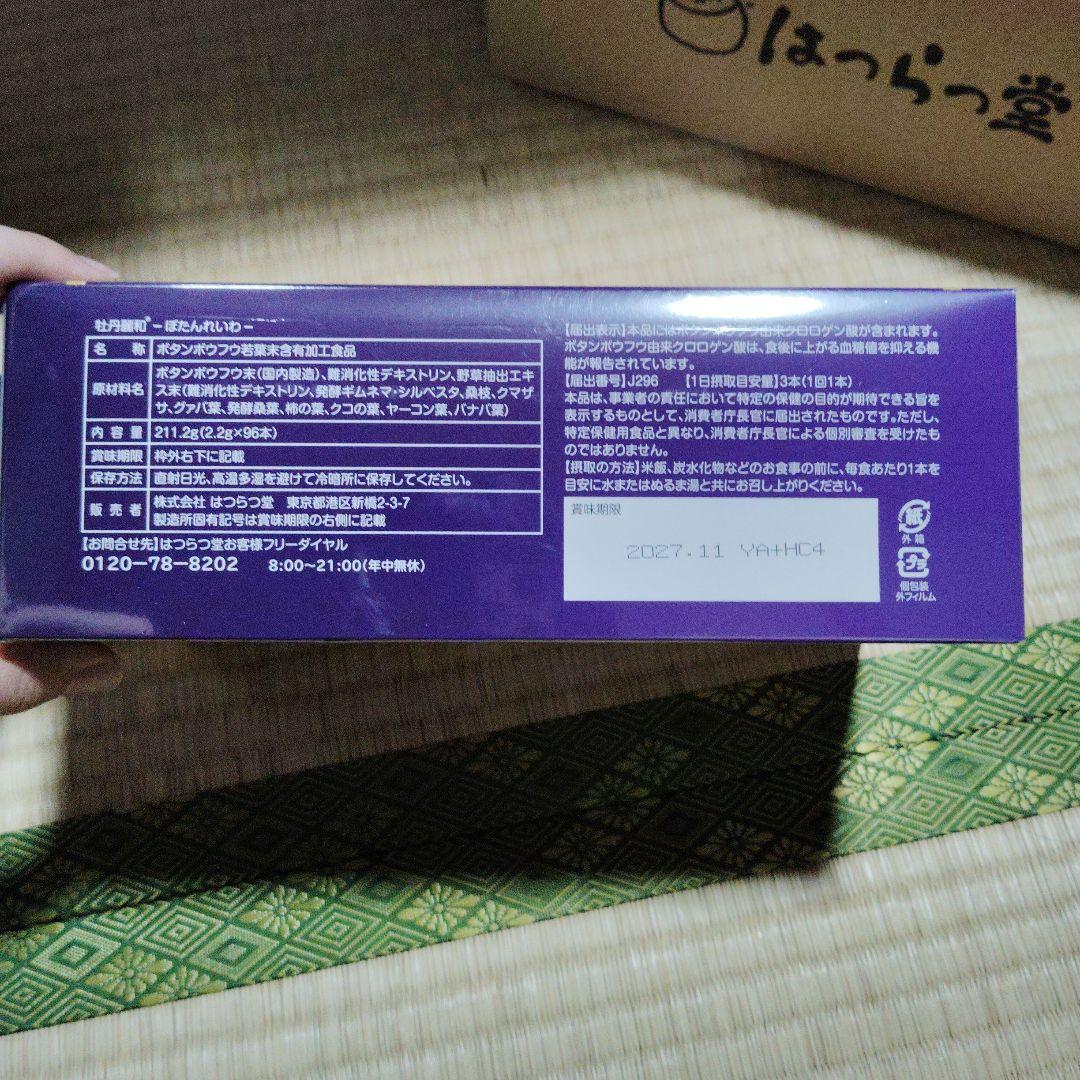 はつらつ堂
牡丹麗和®-ぼたんれいわ-
名 称 ボタンボウフウ若葉末含有加工食品
原材料名 ボタンボウフウ末(国内製造)、難消化性デキストリン、野草抽出エキ
ス末(難消化性デキストリン、発酵ギムネマ・シルベスタ、桑枝、クマザ
サ、グァバ葉、発酵桑葉、柿の葉、クコの葉、ヤーコン葉、バナバ葉)
内 容 量 211.2g(2.2g×96本)
賞味期限 枠外右下に記載
保存方法 直射日光、高温多湿を避けて冷暗所に保存してください。
販 売 者 株式会社 はつらつ堂 東京都港区新橋2-3-7
製造所固有記号は賞味期限の右側に記載
【お問合せ先】はつらつ堂お客様フリーダイヤル
0120-78-8202 8:00~21:00(年中無休)
【届出表示】本品にはボタンボウフウ由来クロロゲン酸が含まれます。
ボタンボウフウ由来クロロゲン酸は、食後に上がる血糖値を抑える機
能が報告されています。
【届出番号】J296 【1日摂取目安量】3本(1回1本)
本品は、事業者の責任において特定の保健の目的が期待できる旨を
表示するものとして、消費者庁長官に届出されたものです。ただし、
特定保健用食品と異なり、消費者庁長官による個別審査を受けたも
のではありません。
【摂取の方法】米飯、炭水化物などのお食事の前に、毎食あたり1本を
目安に水またはぬるま湯と共にお召し上がりください。
賞味期限
2027.11 YA+HC4
紙
外箱
プラ
個包装
外フィルム